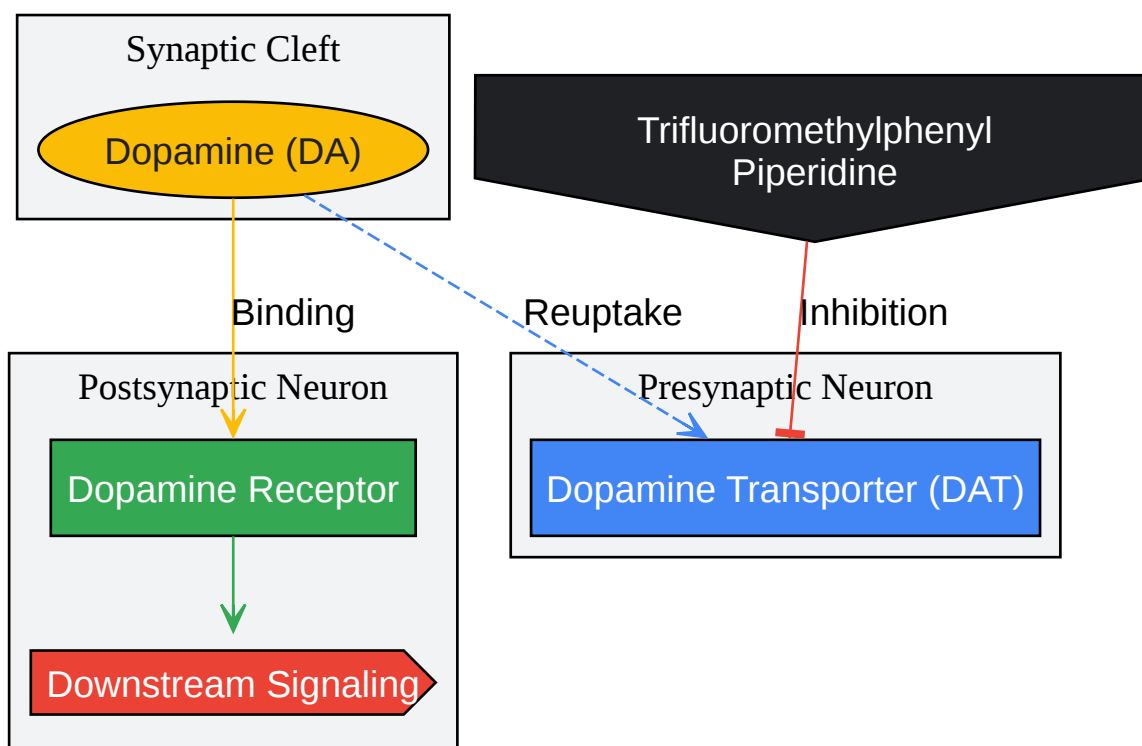 Synaptic Cleft
Dopamine (DA)
Trifluoromethylphenyl
Piperidine
Binding
Reuptake
Inhibition
Postsynaptic Neuron
Presynaptic Neuron
Dopamine Receptor
Dopamine Transporter (DAT)
Downstream Signaling